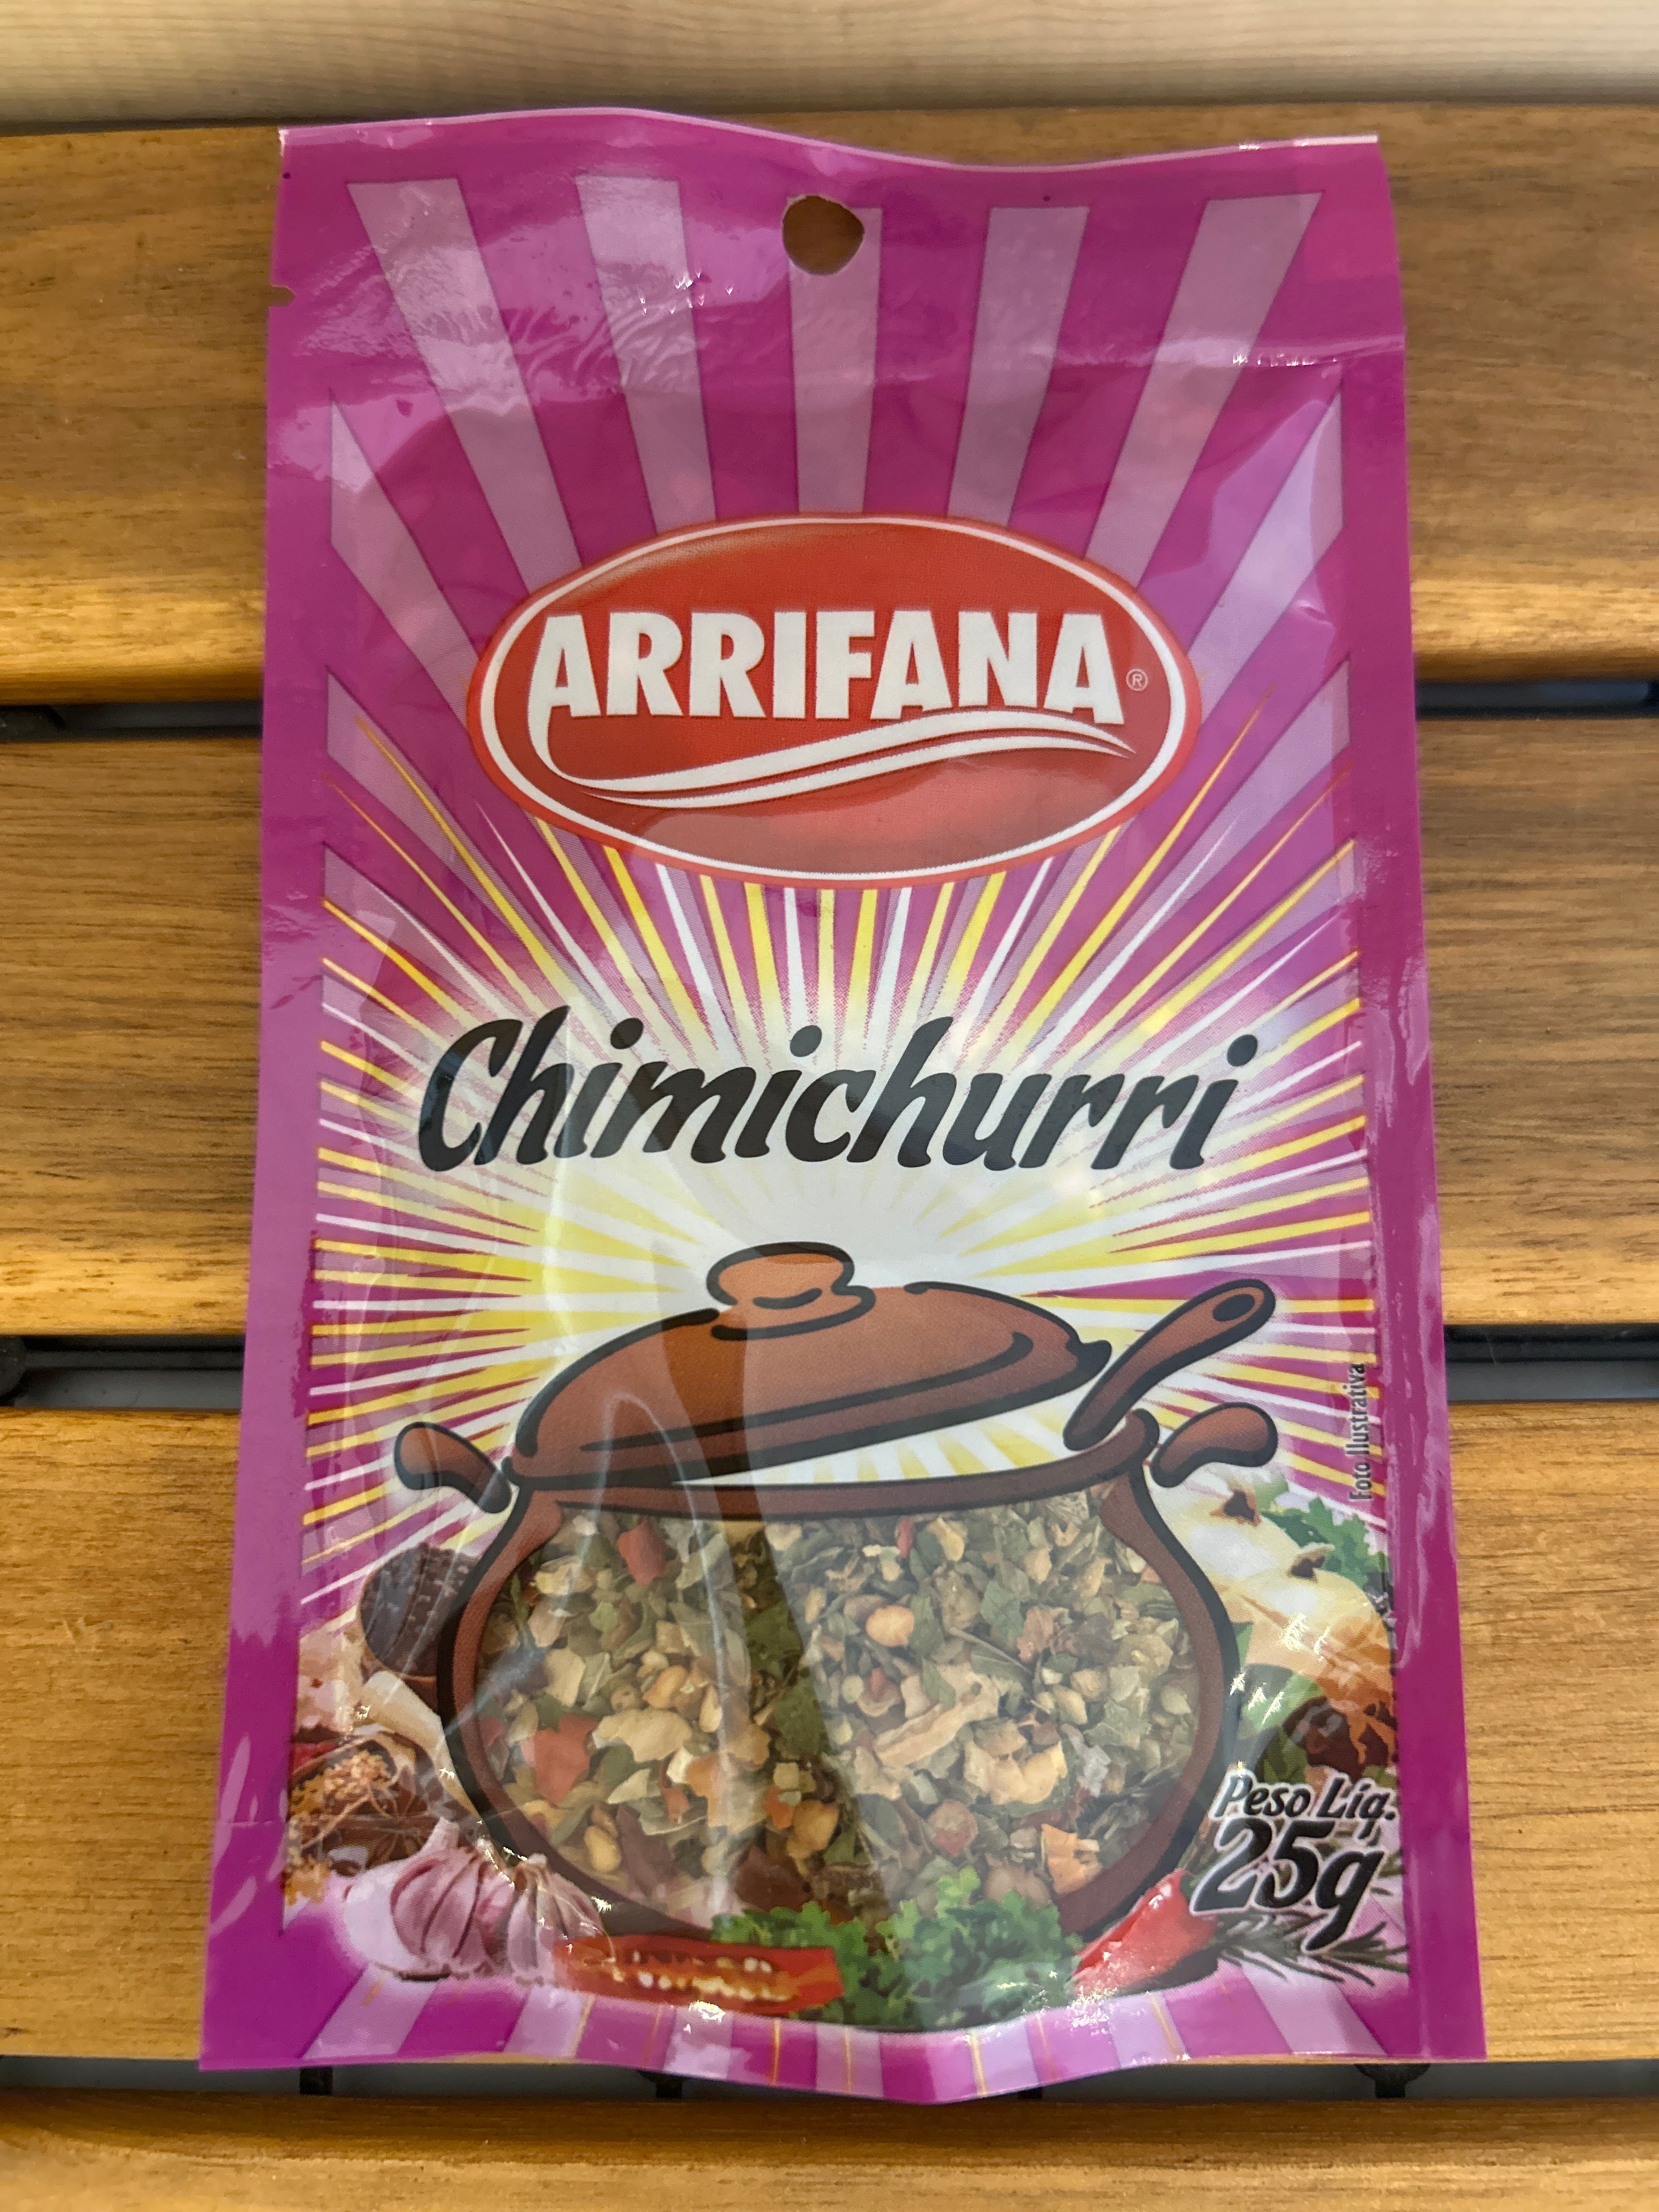 ARRIFANA®
Chimichurri
Foto Ilustrativa
Peso Líq.
25g